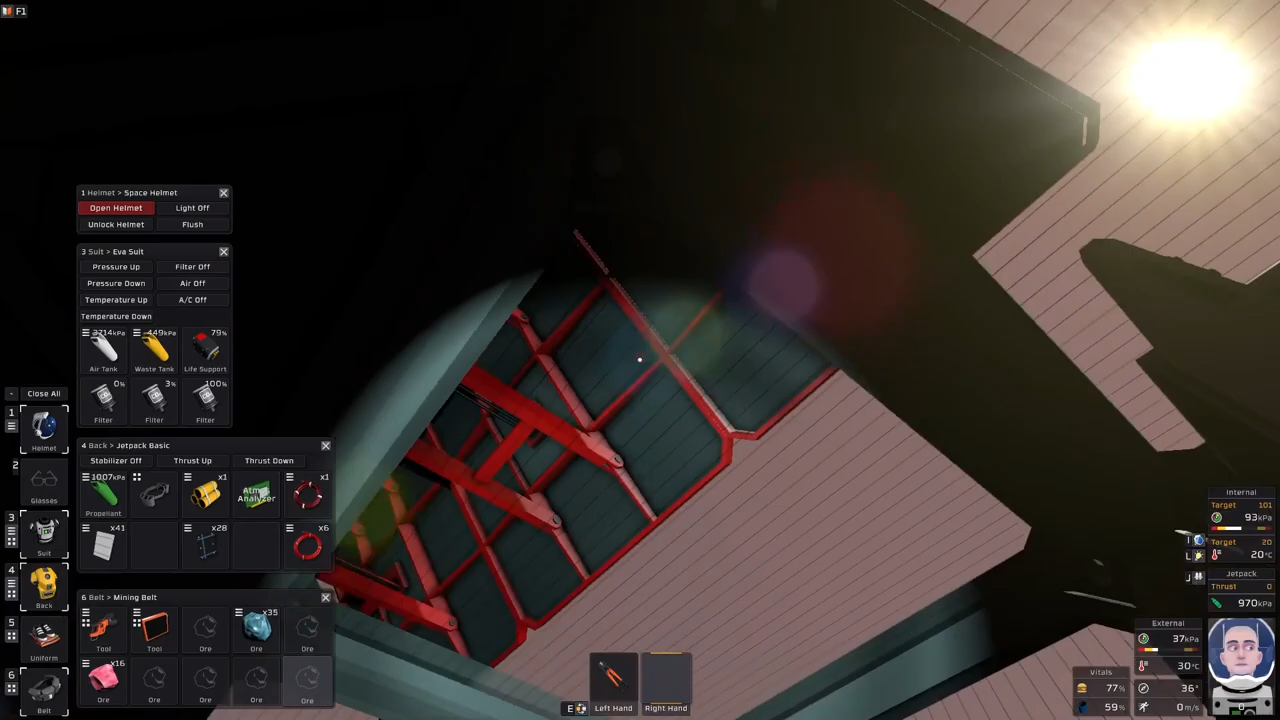 F1
1 Helmet > Space Helmet
Open Helmet Light Off
Unlock Helmet Flush
3 Suit > Eva Suit
Pressure Up Filter Off
Pressure Down Air Off
Temperature Up A/C Off
Temperature Down
3714kPa 449kPa 79%
Air Tank Waste Tank Life Support
0% 3% 100%
Filter Filter Filter
- Close All
1 Helmet
2 Glasses
3 Suit
4 Back
5 Uniform
6 Belt
4 Back > Jetpack Basic
Stabilizer Off Thrust Up Thrust Down
1007kPa x1 Atmo Analyzer x1
Propellant
x41 x28 x6
6 Belt > Mining Belt
x35
Tool Tool Ore Ore Ore
x16
Ore Ore Ore Ore Ore
E Left Hand Right Hand
Internal
Target 101
93kPa
Target 20
20°C
I
L
J
Jetpack
Thrust 0
970kPa
External
37kPa
30°C
36°
0m/s
Vitals
77%
59%
0